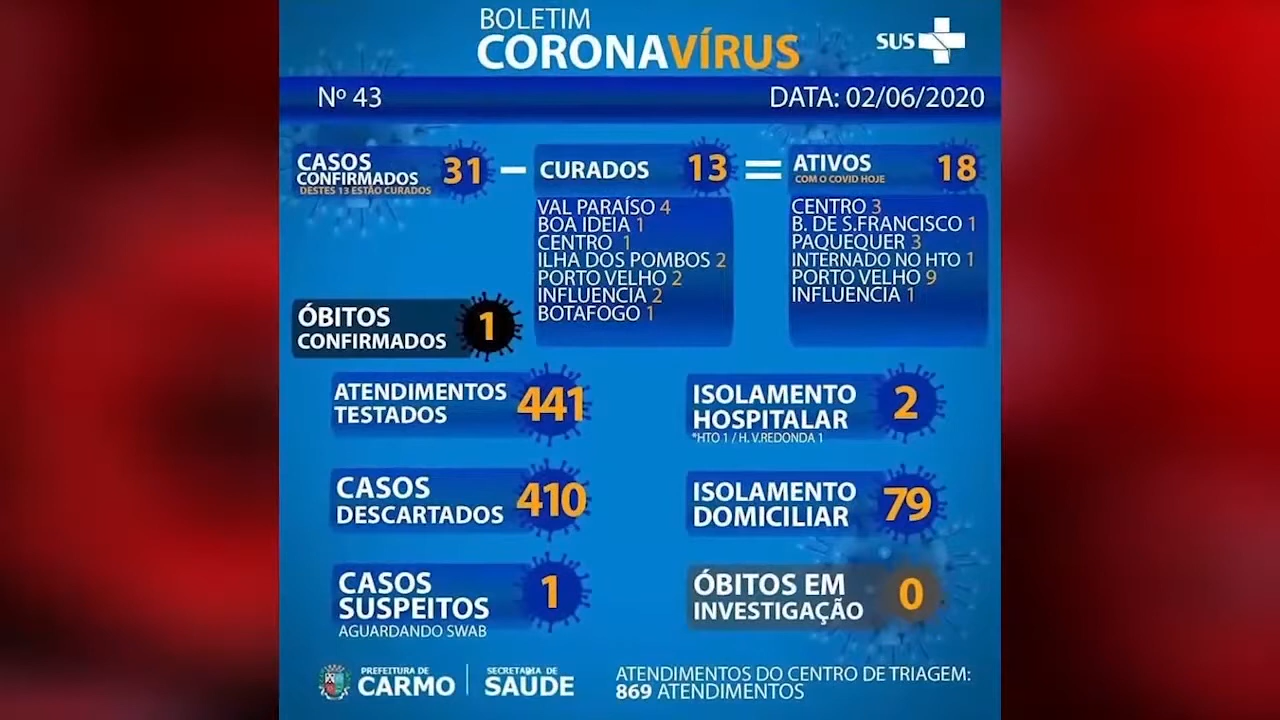 BOLETIM
CORONAVÍRUS
SUS
Nº 43
DATA: 02/06/2020
CASOS
CONFIRMADOS
DESTES 13 ESTÃO CURADOS
31
–
CURADOS
13
=
ATIVOS
COM O COVID HOJE
18
VAL PARAÍSO 4
BOA IDEIA 1
CENTRO 1
ILHA DOS POMBOS 2
PORTO VELHO 2
INFLUENCIA 2
BOTAFOGO 1
CENTRO 3
B. DE S.FRANCISCO 1
PAQUEQUER 3
INTERNADO NO HTO 1
PORTO VELHO 9
INFLUENCIA 1
ÓBITOS
CONFIRMADOS
1
ATENDIMENTOS
TESTADOS
441
ISOLAMENTO
HOSPITALAR
*HTO 1 / H. V.REDONDA 1
2
CASOS
DESCARTADOS
410
ISOLAMENTO
DOMICILIAR
79
CASOS
SUSPEITOS
AGUARDANDO SWAB
1
ÓBITOS EM
INVESTIGAÇÃO
0
PREFEITURA DE
CARMO
SECRETARIA DE
SAÚDE
ATENDIMENTOS DO CENTRO DE TRIAGEM:
869 ATENDIMENTOS